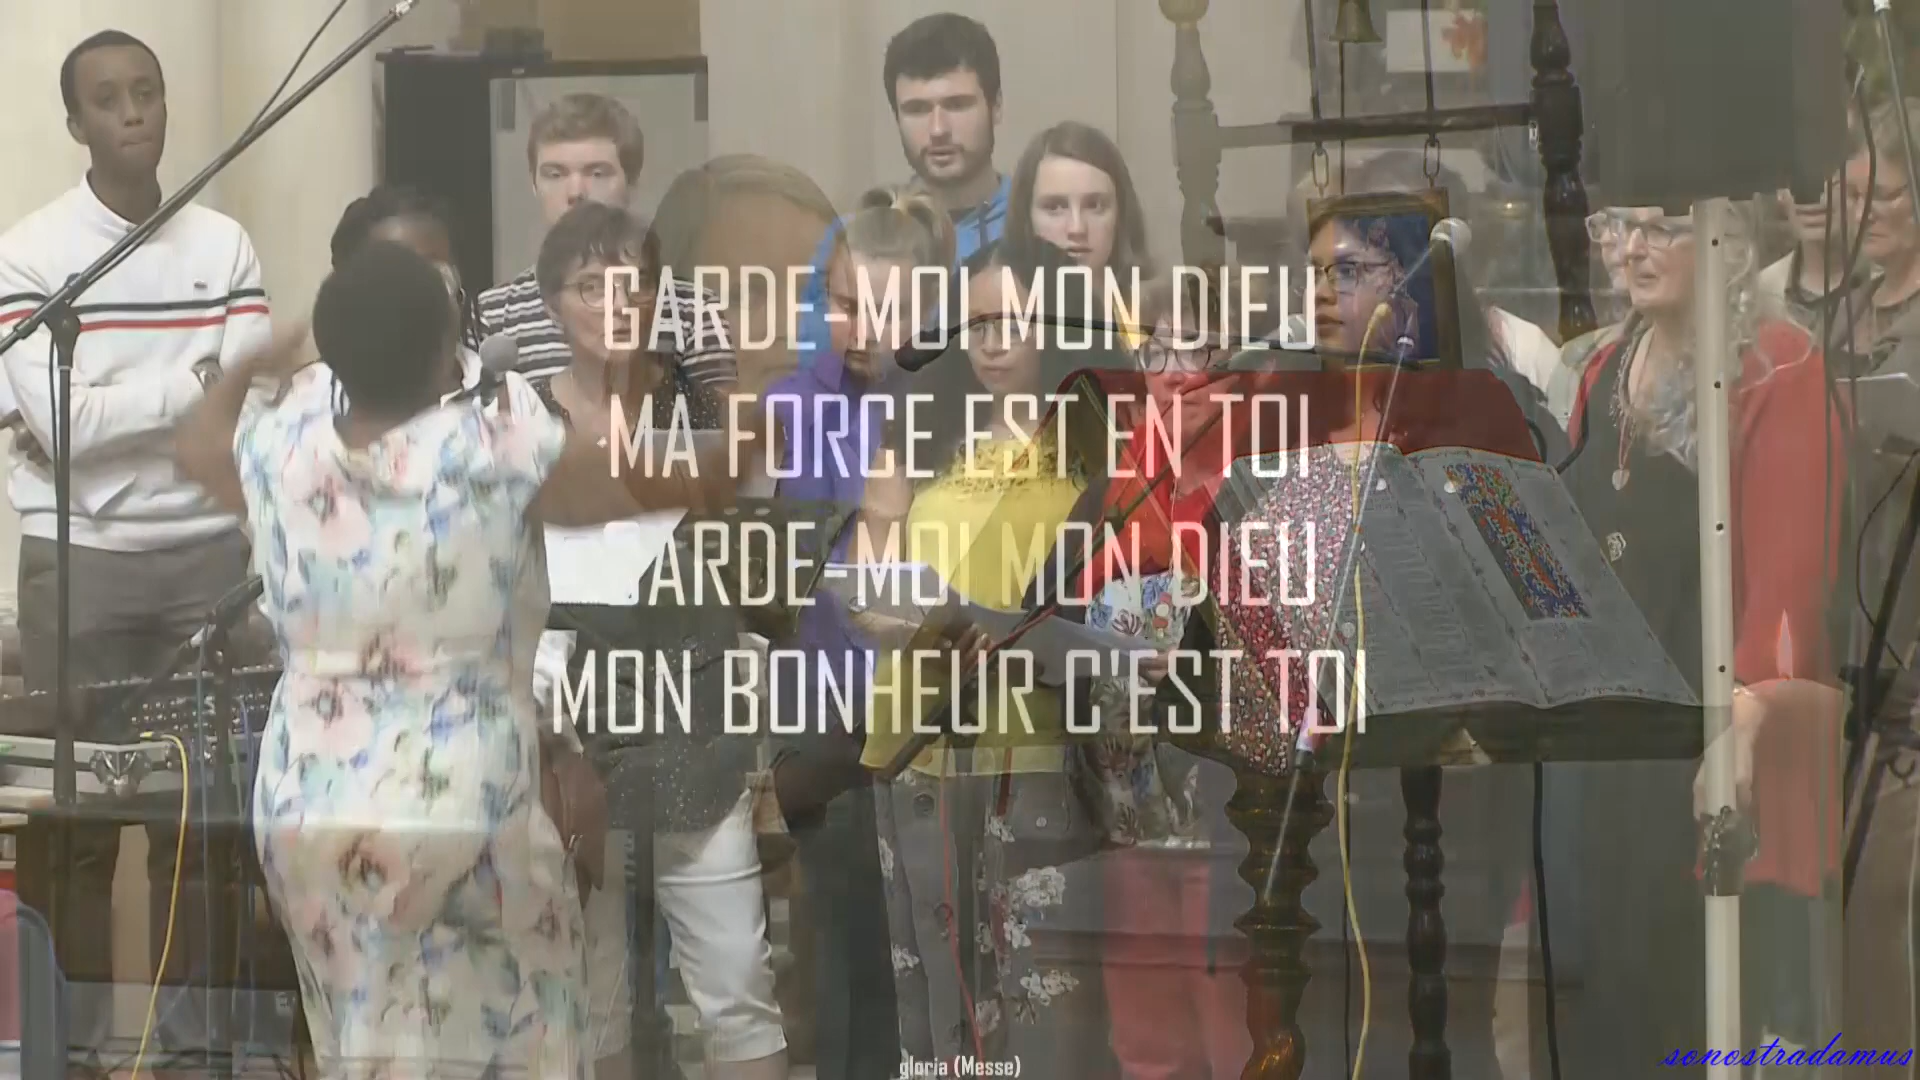 GARDE-MOI MON DIEU
MA FORCE EST EN TOI
GARDE-MOI MON DIEU
MON BONHEUR C'EST TOI
gloria (Messe)
sonostradamus